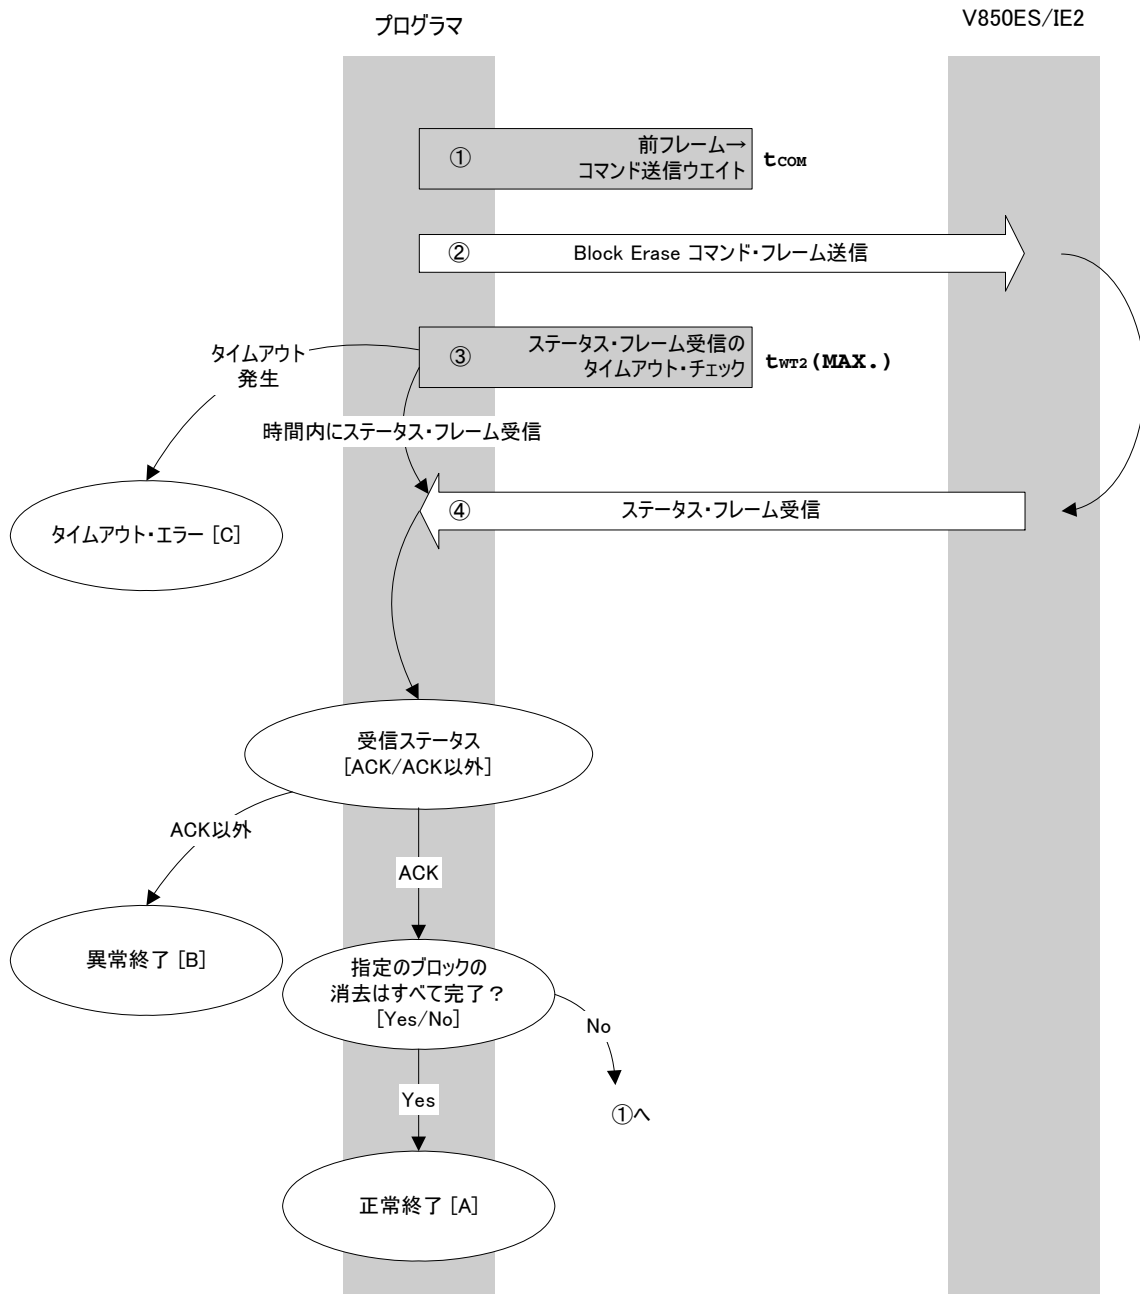 プログラマ
V850ES/IE2
① 前フレーム→
コマンド送信ウエイト
tCOM
② Block Erase コマンド・フレーム送信
③ ステータス・フレーム受信の
タイムアウト・チェック
tWT2(MAX.)
タイムアウト
発生
時間内にステータス・フレーム受信
タイムアウト・エラー [C]
④ ステータス・フレーム受信
受信ステータス
[ACK/ACK以外]
ACK以外
ACK
異常終了 [B]
指定のブロックの
消去はすべて完了？
[Yes/No]
No
Yes
①へ
正常終了 [A]